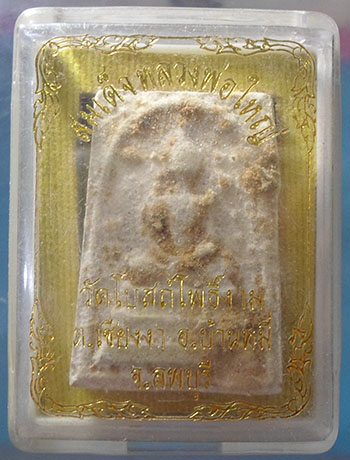 สมเด็จหลวงพ่อใหญ่
วัดโบสถ์โพธิ์งาม
ต.เชียงงา อ.บ้านหมี่
จ.ลพบุรี